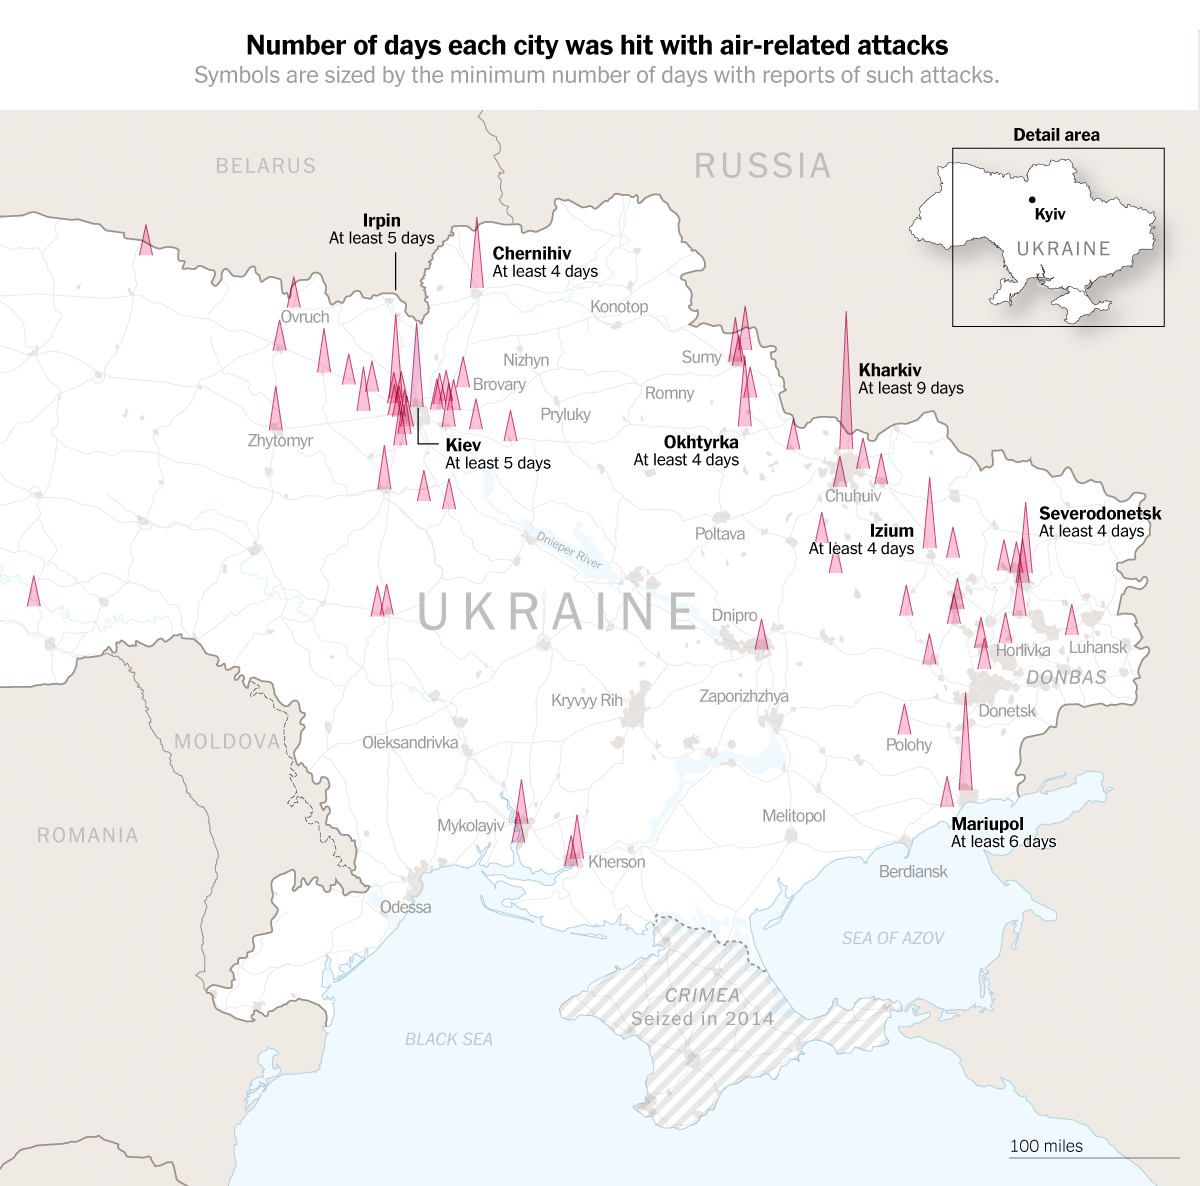 Number of days each city was hit with air-related attacks
Symbols are sized by the minimum number of days with reports of such attacks.
Detail area
Kyiv
UKRAINE
BELARUS
RUSSIA
Irpin
At least 5 days
Chernihiv
At least 4 days
Konotop
Ovruch
Sumy
Nizhyn
Brovary
Romny
Kharkiv
At least 9 days
Pryluky
Zhytomyr
Kiev
At least 5 days
Okhtyrka
At least 4 days
Chuhuiv
Severodonetsk
At least 4 days
Izium
At least 4 days
Poltava
Dnieper River
UKRAINE
Dnipro
Horlivka
Luhansk
DONBAS
Kryvyy Rih
Zaporizhzhya
Donetsk
MOLDOVA
Oleksandrivka
Polohy
ROMANIA
Mykolayiv
Melitopol
Mariupol
At least 6 days
Kherson
Berdiansk
Odessa
SEA OF AZOV
CRIMEA
Seized in 2014
BLACK SEA
100 miles